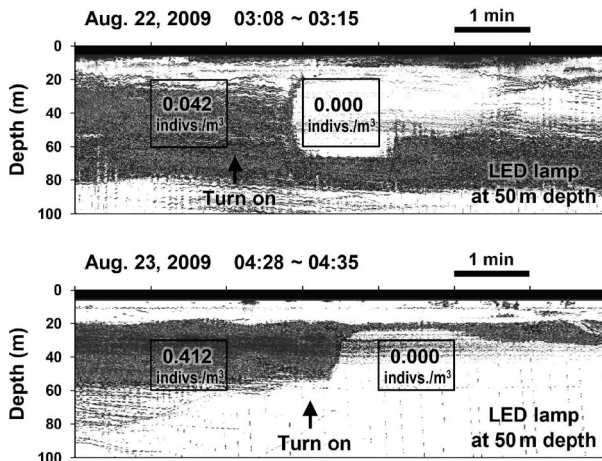 Aug. 22, 2009 03:08 ~ 03:15 1 min
Depth (m)
0
20
40
60
80
100
0.042
indivs./m³
0.000
indivs./m³
Turn on
LED lamp
at 50 m depth
Aug. 23, 2009 04:28 ~ 04:35 1 min
Depth (m)
0
20
40
60
80
100
0.412
indivs./m³
0.000
indivs./m³
Turn on
LED lamp
at 50 m depth